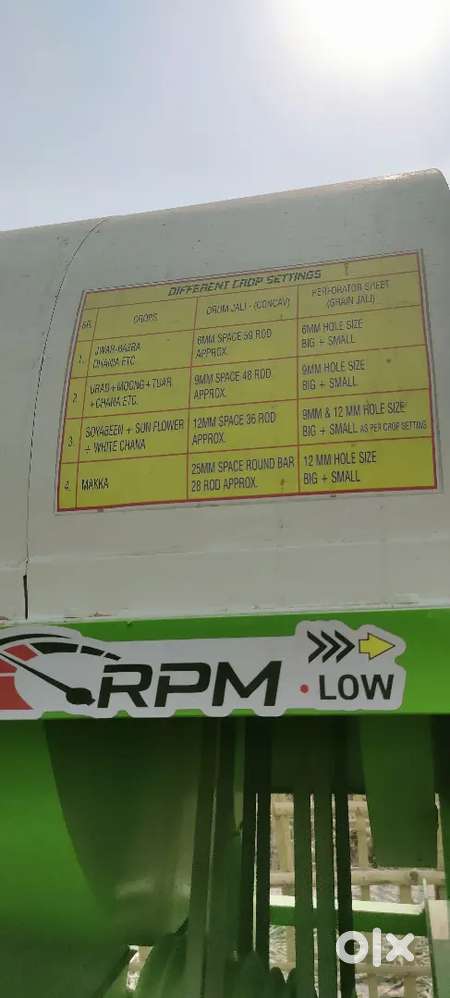 DIFFERENT CROP SETTINGS
SR. CROPS DRUM JALI - (CONCAV) PERFORATOR SHEET
(GRAIN JALI)
1. JWAR-BAJRA 6MM SPACE 59 ROD 6MM HOLE SIZE
DHANIA ETC APPROX. BIG + SMALL
2. URAD + MOONG + TUAR 9MM SPACE 48 ROD 9MM HOLE SIZE
+ CHANA ETC. APPROX. BIG + SMALL
3. SOYABEEN + SUN FLOWER 12MM SPACE 36 ROD 9MM & 12 MM HOLE SIZE
+ WHITE CHANA APPROX. BIG + SMALL AS PER CROP SETTING
4. MAKKA 25MM SPACE ROUND BAR 12 MM HOLE SIZE
28 ROD APPROX. BIG + SMALL
RPM • LOW
olx